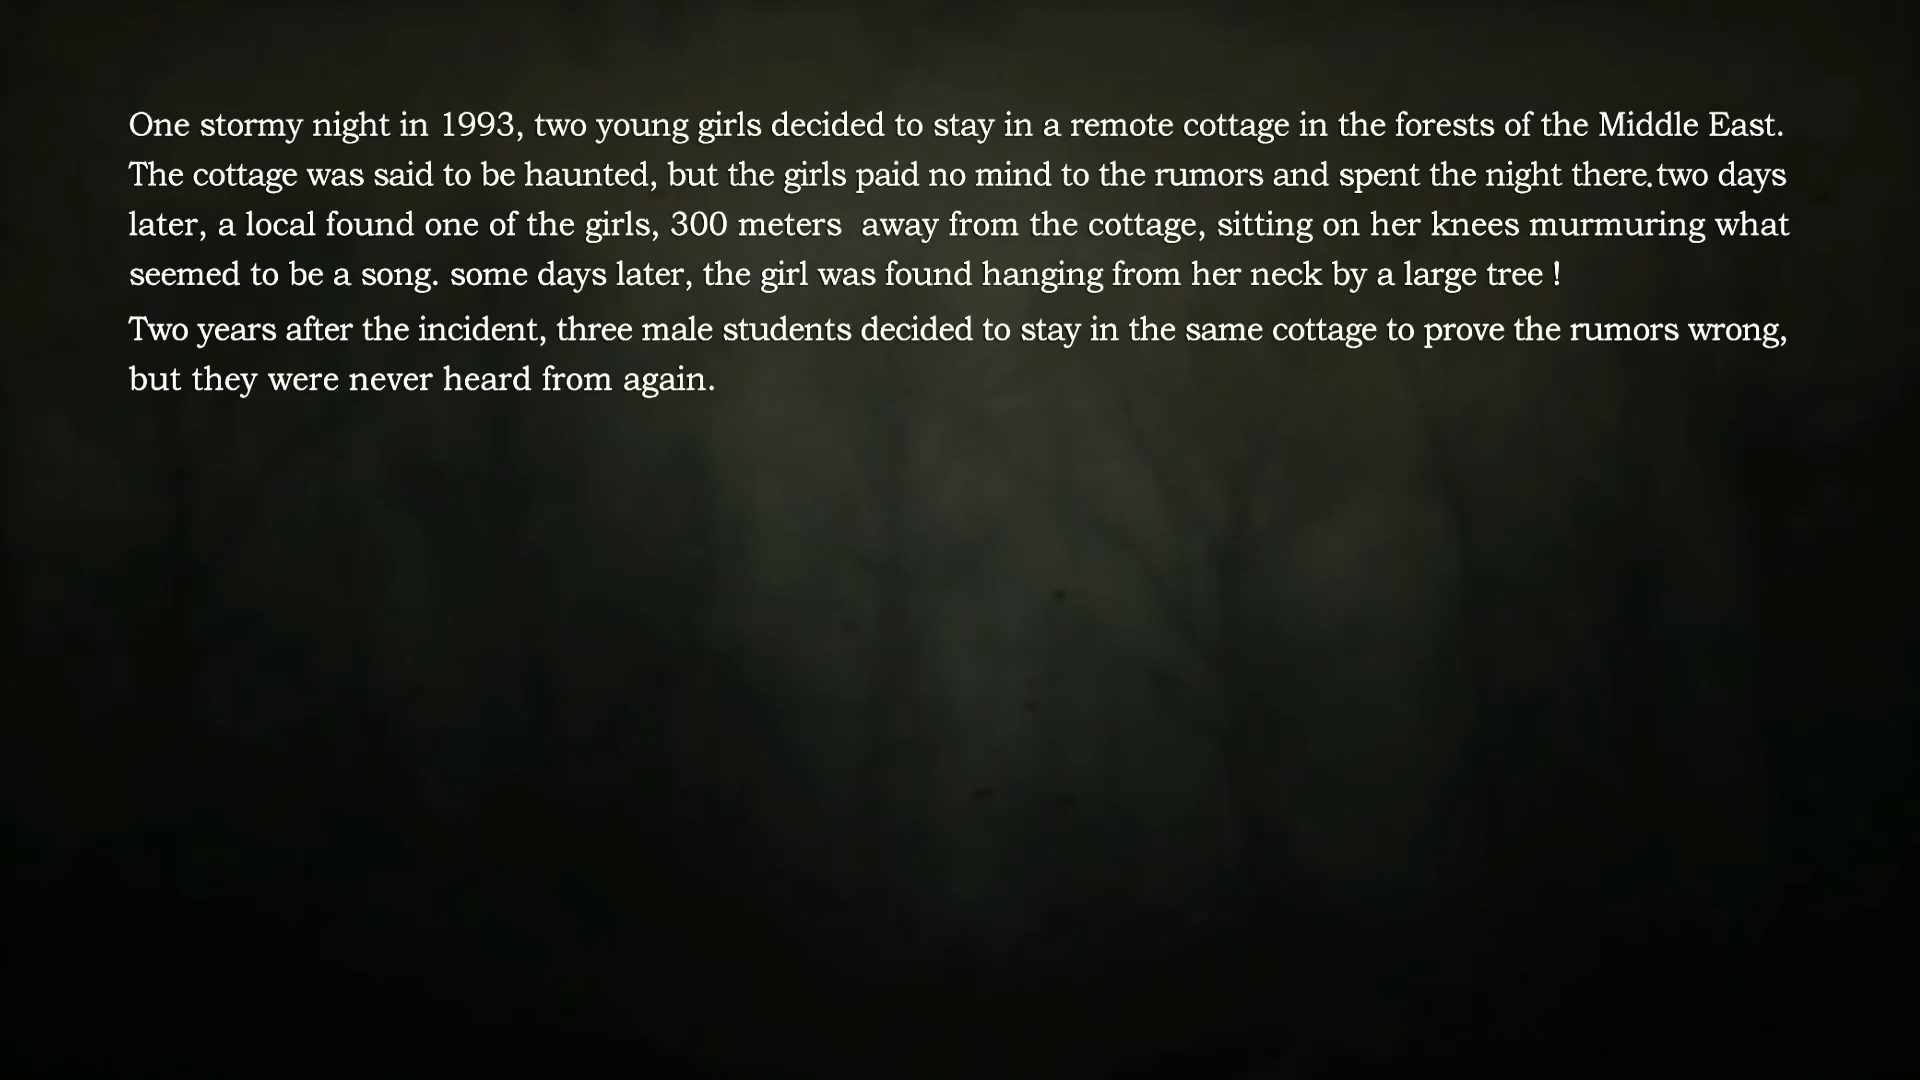 One stormy night in 1993, two young girls decided to stay in a remote cottage in the forests of the Middle East.
The cottage was said to be haunted, but the girls paid no mind to the rumors and spent the night there.two days
later, a local found one of the girls, 300 meters  away from the cottage, sitting on her knees murmuring what
seemed to be a song. some days later, the girl was found hanging from her neck by a large tree !
Two years after the incident, three male students decided to stay in the same cottage to prove the rumors wrong,
but they were never heard from again.